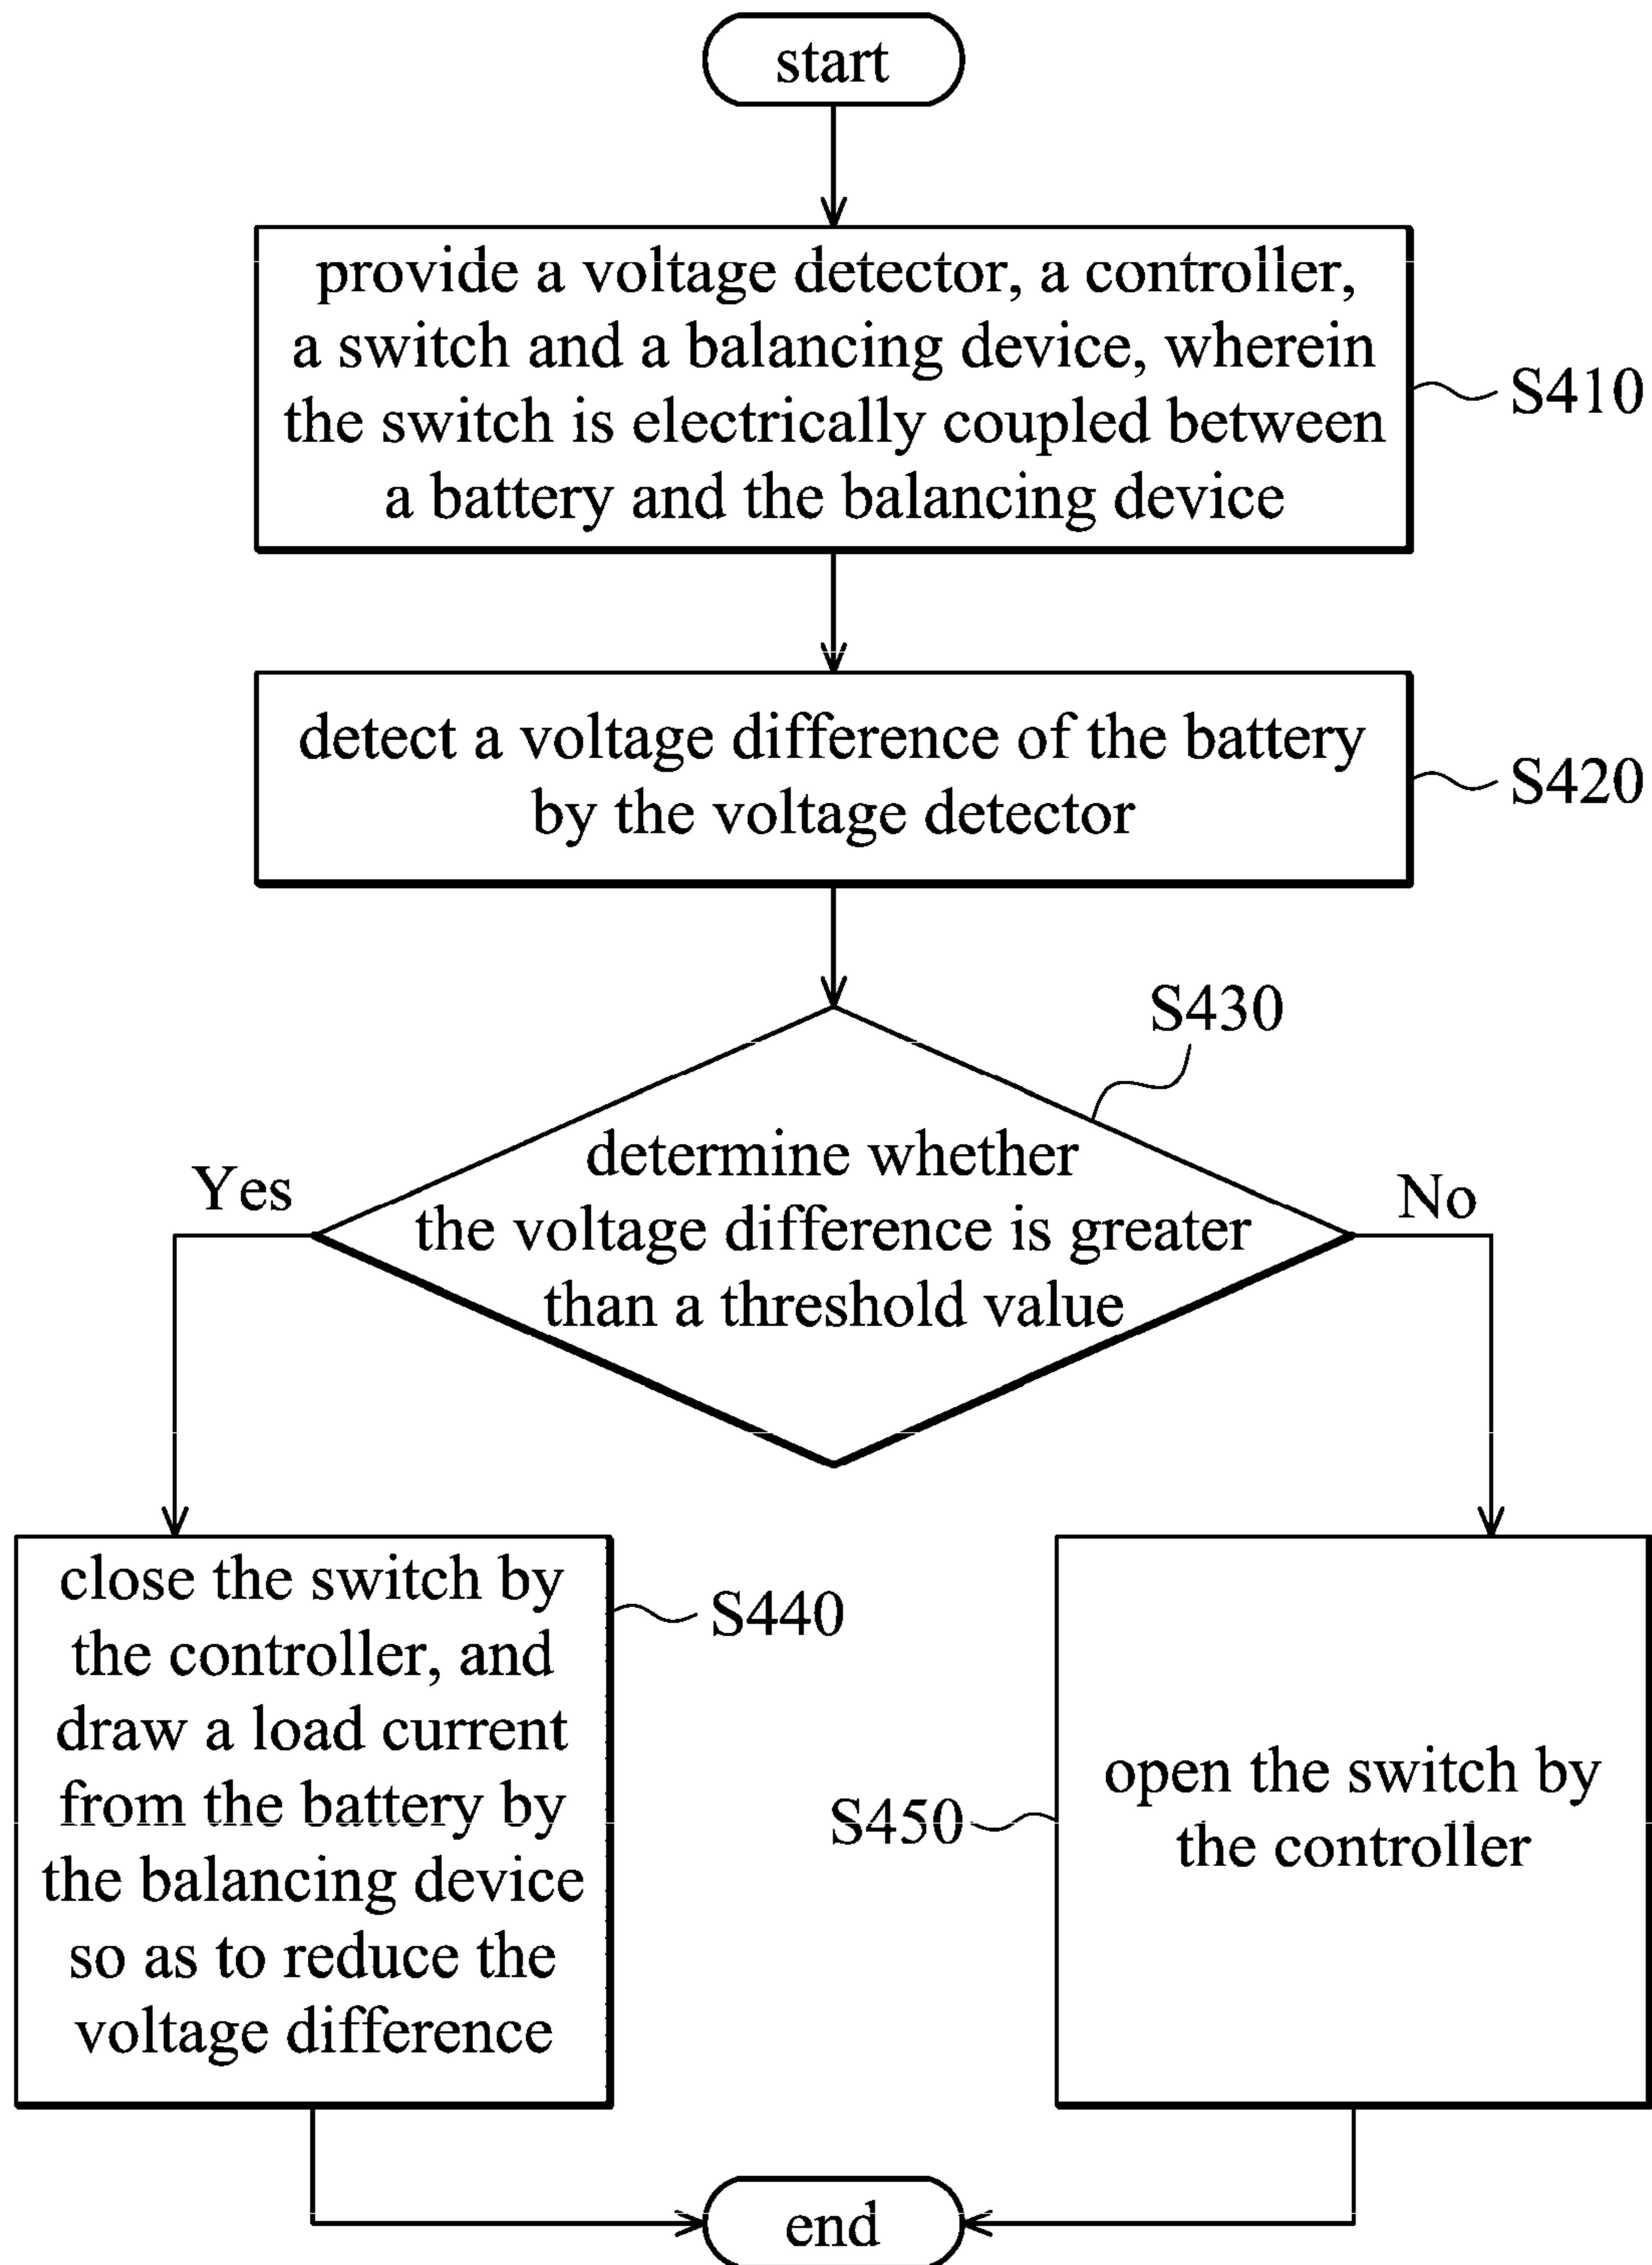 start
provide a voltage detector, a controller,
a switch and a balancing device, wherein
the switch is electrically coupled between
a battery and the balancing device
S410
detect a voltage difference of the battery
by the voltage detector
S420
S430
determine whether
the voltage difference is greater
than a threshold value
Yes
No
close the switch by
the controller, and
draw a load current
from the battery by
the balancing device
so as to reduce the
voltage difference
S440
open the switch by
the controller
S450
end